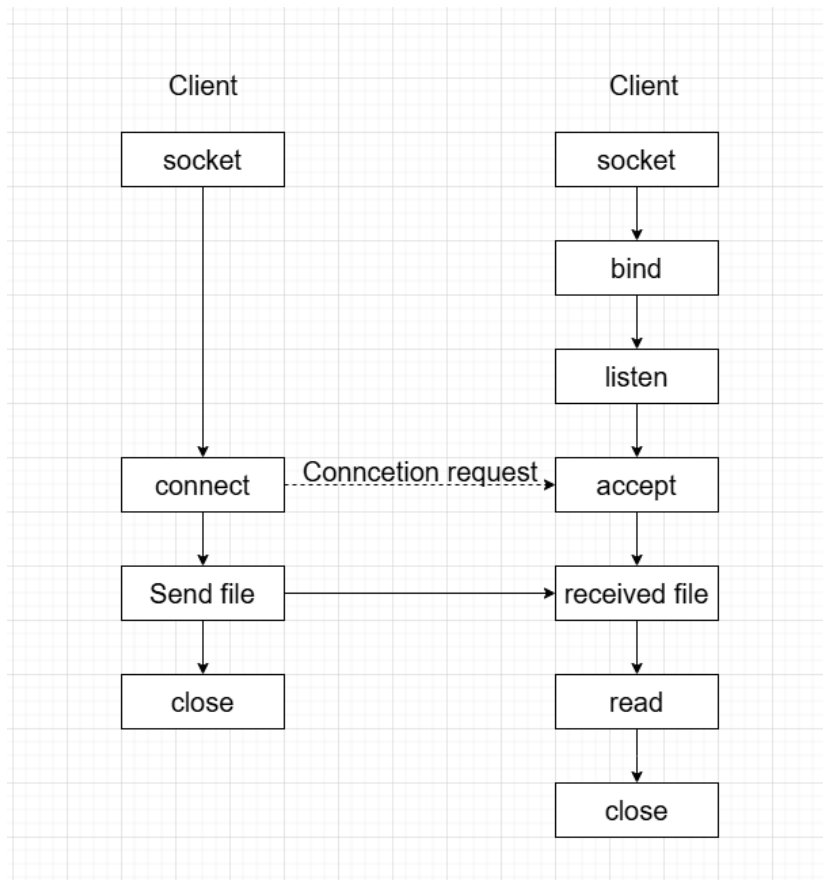 Client
Client
socket
socket
bind
listen
connect
Conncetion request
accept
Send file
received file
close
read
close